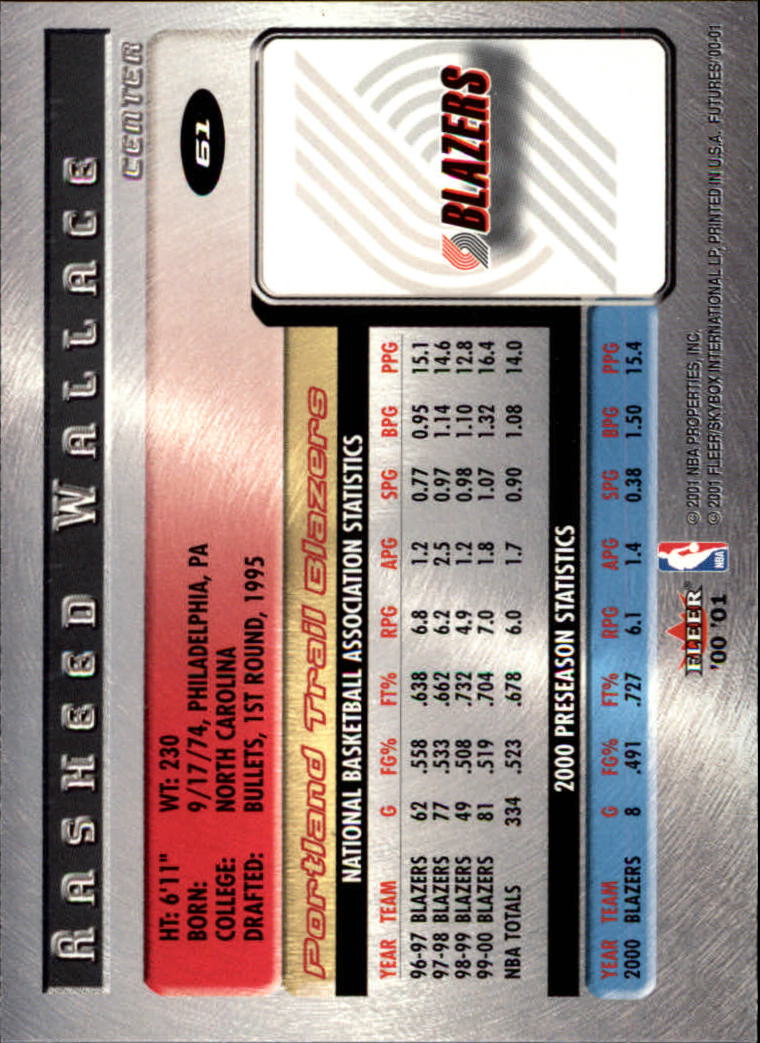 RASHEED WALLACE
CENTER
61
HT: 6'11" WT: 230
BORN: 9/17/74, PHILADELPHIA, PA
COLLEGE: NORTH CAROLINA
DRAFTED: BULLETS, 1ST ROUND, 1995
BLAZERS
Portland Trail Blazers
NATIONAL BASKETBALL ASSOCIATION STATISTICS
YEAR TEAM G FG% FT% RPG APG SPG BPG PPG
96-97 BLAZERS 62 .558 .638 6.8 1.2 0.77 0.95 15.1
97-98 BLAZERS 77 .533 .662 6.2 2.5 0.97 1.14 14.6
98-99 BLAZERS 49 .508 .732 4.9 1.2 0.98 1.10 12.8
99-00 BLAZERS 81 .519 .704 7.0 1.8 1.07 1.32 16.4
NBA TOTALS 334 .523 .678 6.0 1.7 0.90 1.08 14.0
2000 PRESEASON STATISTICS
YEAR TEAM G FG% FT% RPG APG SPG BPG PPG
2000 BLAZERS 8 .491 .727 6.1 1.4 0.38 1.50 15.4
FLEER
'00 '01
NBA
© 2001 NBA PROPERTIES, INC.
© 2001 FLEER/SKYBOX INTERNATIONAL LP, PRINTED IN U.S.A. FUTURES '00-01